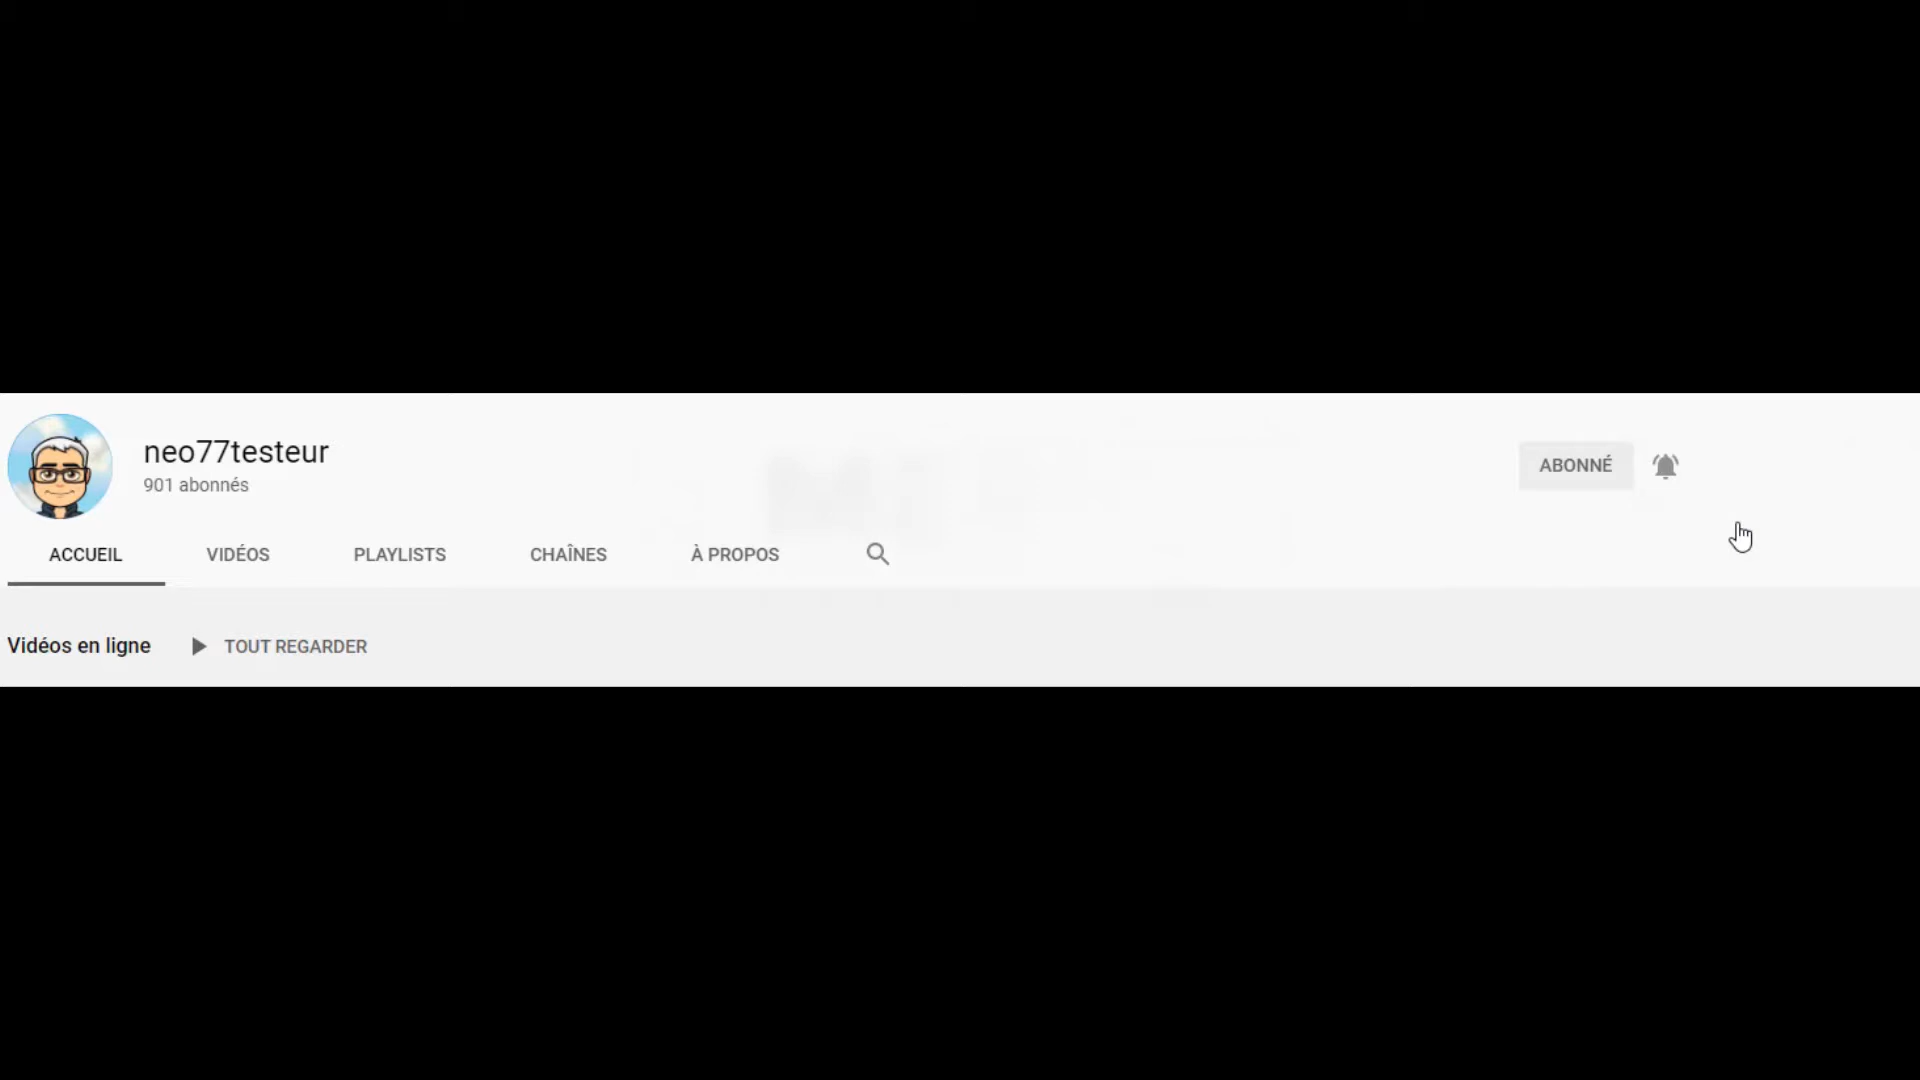 neo77testeur
901 abonnés
ABONNÉ
ACCUEIL VIDÉOS PLAYLISTS CHAÎNES À PROPOS
Vidéos en ligne TOUT REGARDER